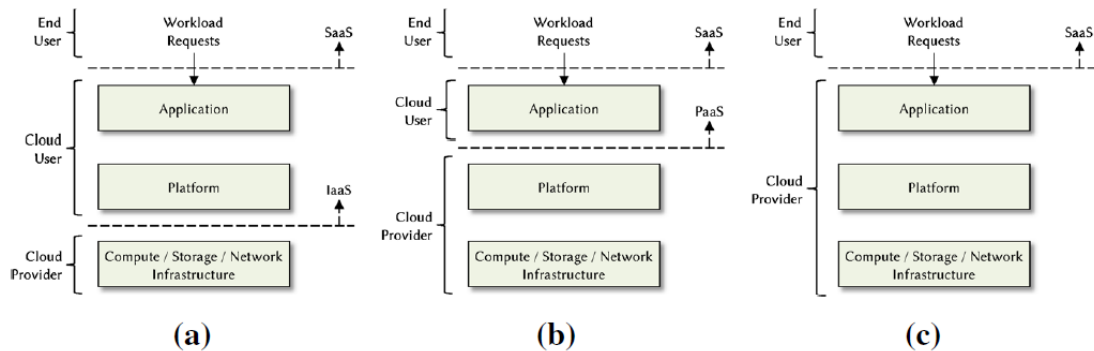 End
User
Workload
Requests
SaaS
Application
Cloud
User
Platform
IaaS
Cloud
Provider
Compute / Storage / Network
Infrastructure
(a)
End
User
Workload
Requests
SaaS
Cloud
User
Application
PaaS
Platform
Cloud
Provider
Compute / Storage / Network
Infrastructure
(b)
End
User
Workload
Requests
SaaS
Application
Cloud
Provider
Platform
Compute / Storage / Network
Infrastructure
(c)